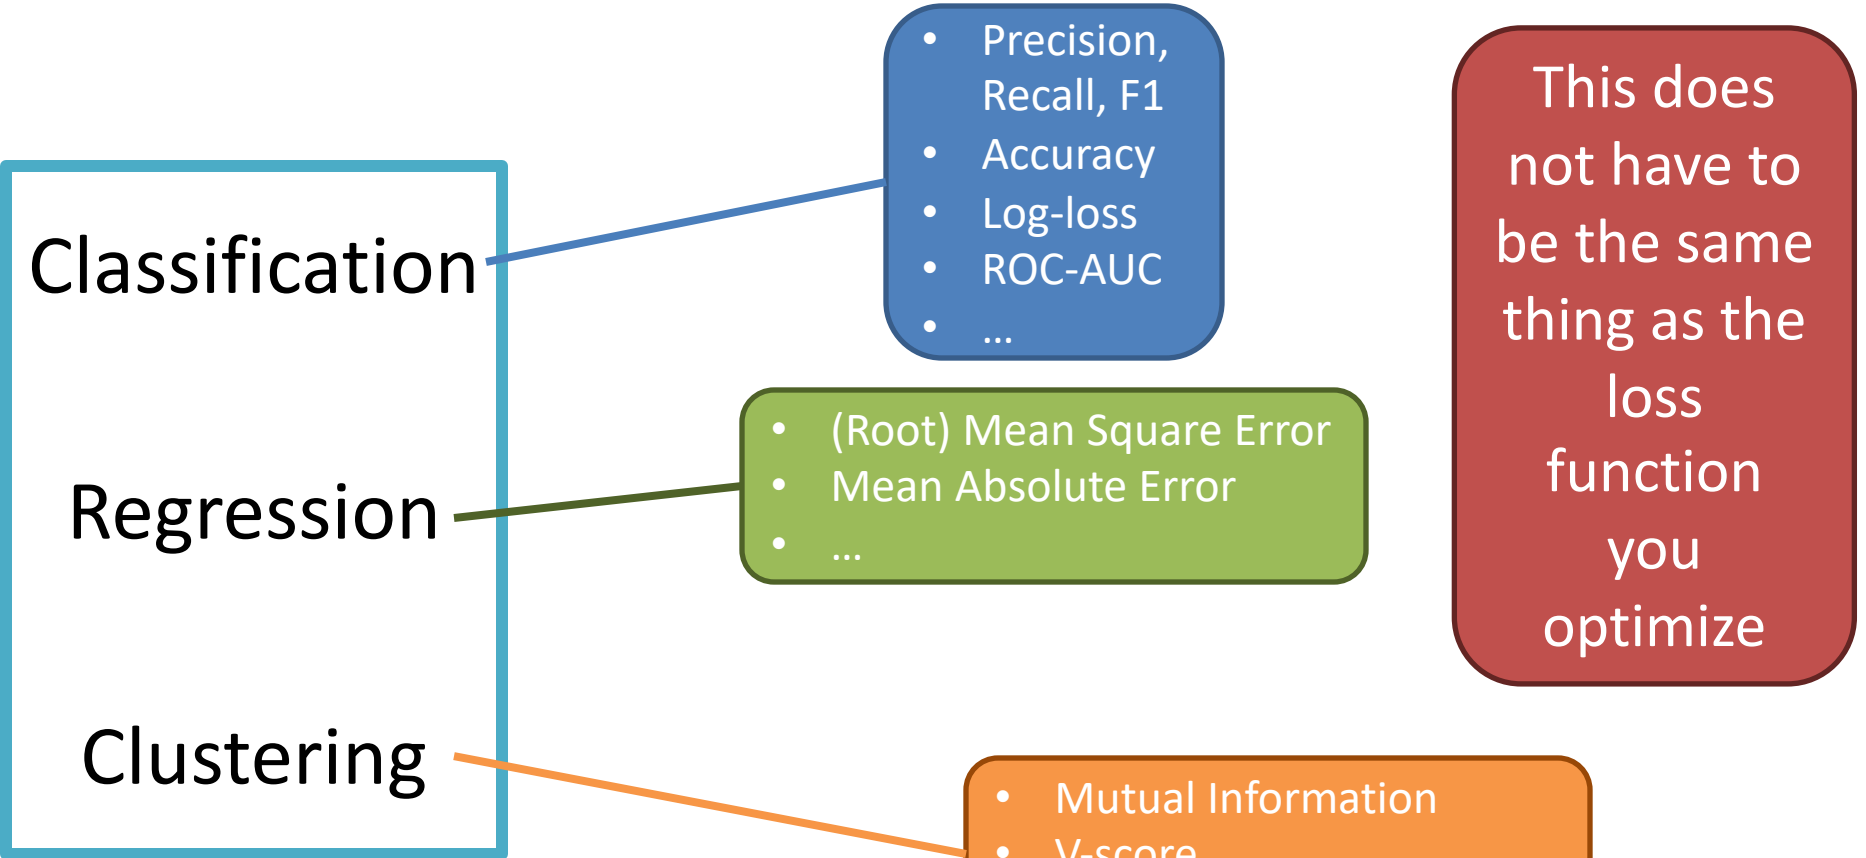 Classification
Regression
Clustering
• Precision,
Recall, F1
• Accuracy
• Log-loss
• ROC-AUC
• ...
• (Root) Mean Square Error
• Mean Absolute Error
• ...
• Mutual Information
• V-score
This does
not have to
be the same
thing as the
loss
function
you
optimize